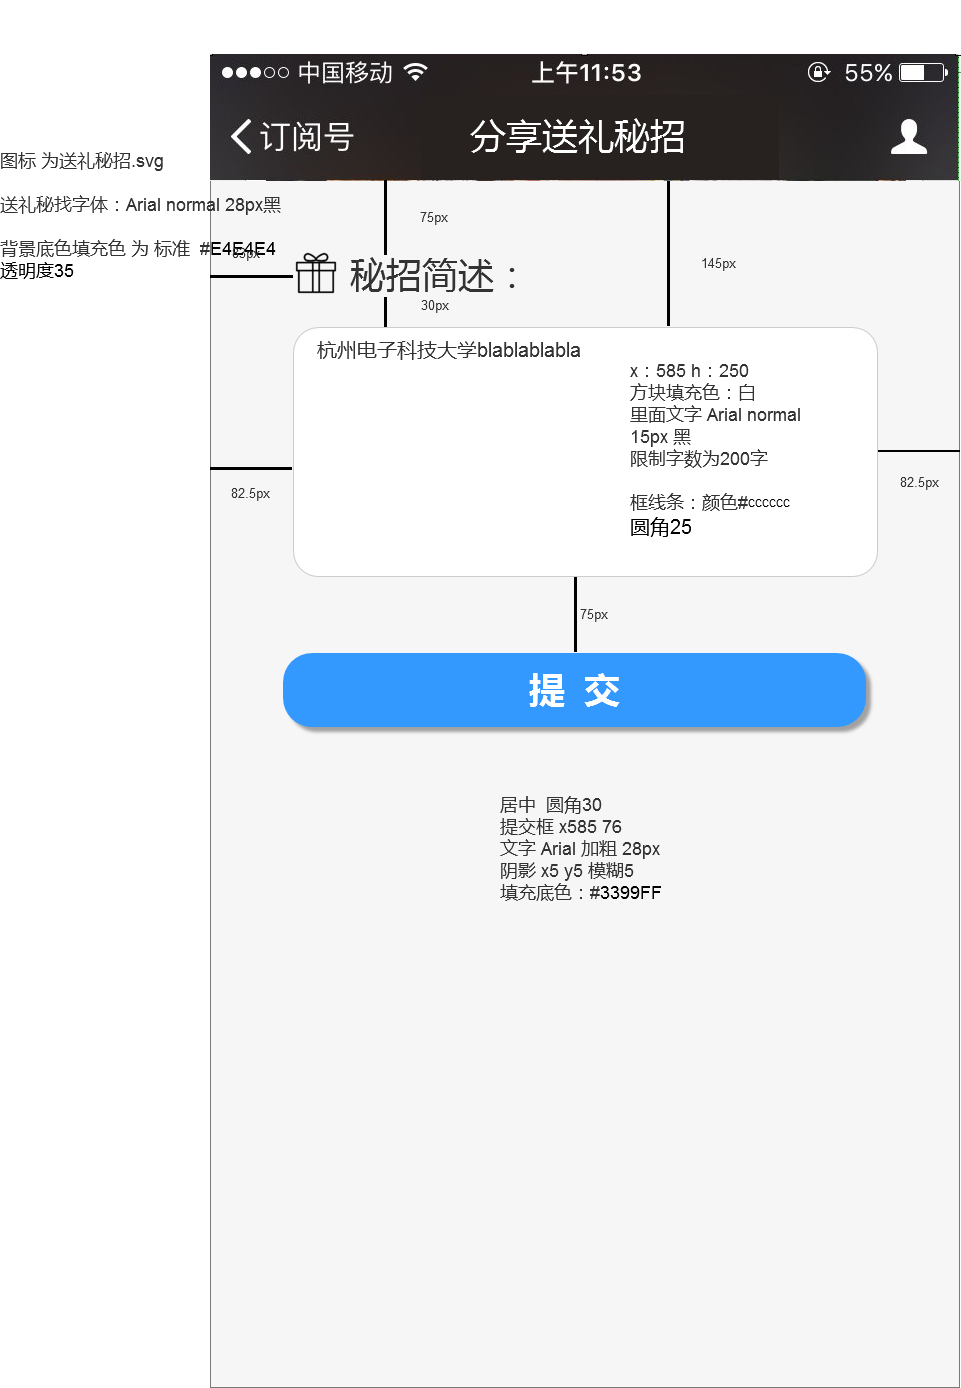 中国移动 上午11:53 55%
订阅号 分享送礼秘招
图标 为送礼秘招.svg
送礼秘找字体：Arial normal 28px黑
75px
背景底色填充色 为 标准 #E4E4E4
透明度35
145px
秘招简述：
30px
杭州电子科技大学blablablabla
x：585 h：250
方块填充色：白
里面文字 Arial normal
15px 黑
限制字数为200字
82.5px
82.5px
框线条：颜色#cccccc
圆角25
75px
提 交
居中 圆角30
提交框 x585 76
文字 Arial 加粗 28px
阴影 x5 y5 模糊5
填充底色：#3399FF